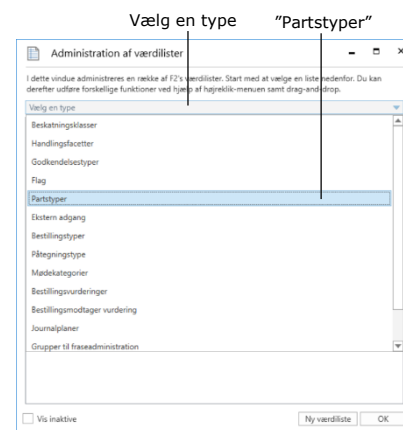 Vælg en type ”Partstyper”
Administration af værdilister
I dette vindue administreres en række af F2's værdilister. Start med at vælge en liste nedenfor. Du kan
derefter udføre forskellige funktioner ved hjælp af højreklik-menuen samt drag-and-drop.
Vælg en type
Beskatningsklasser
Handlingsfacetter
Godkendelsestyper
Flag
Partstyper
Ekstern adgang
Bestillingstyper
Påtegningstype
Mødekategorier
Bestillingsvurderinger
Bestillingsmodtager vurdering
Journalplaner
Grupper til fraseadministration
Vis inaktive Ny værdiliste OK